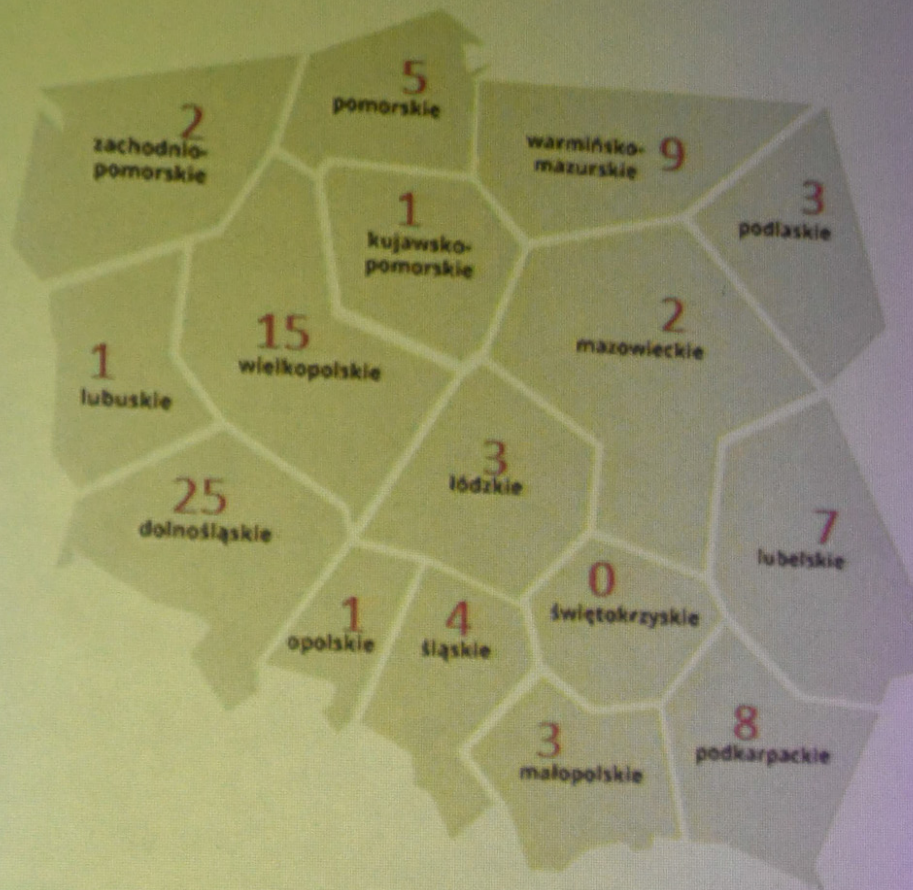 5
pomorskie
2
zachodnio-
pomorskie
warmińsko-
mazurskie
9
3
podlaskie
1
kujawsko-
pomorskie
2
mazowieckie
15
wielkopolskie
1
lubuskie
3
łódzkie
25
dolnośląskie
7
lubelskie
0
świętokrzyskie
1
opolskie
4
śląskie
3
małopolskie
8
podkarpackie